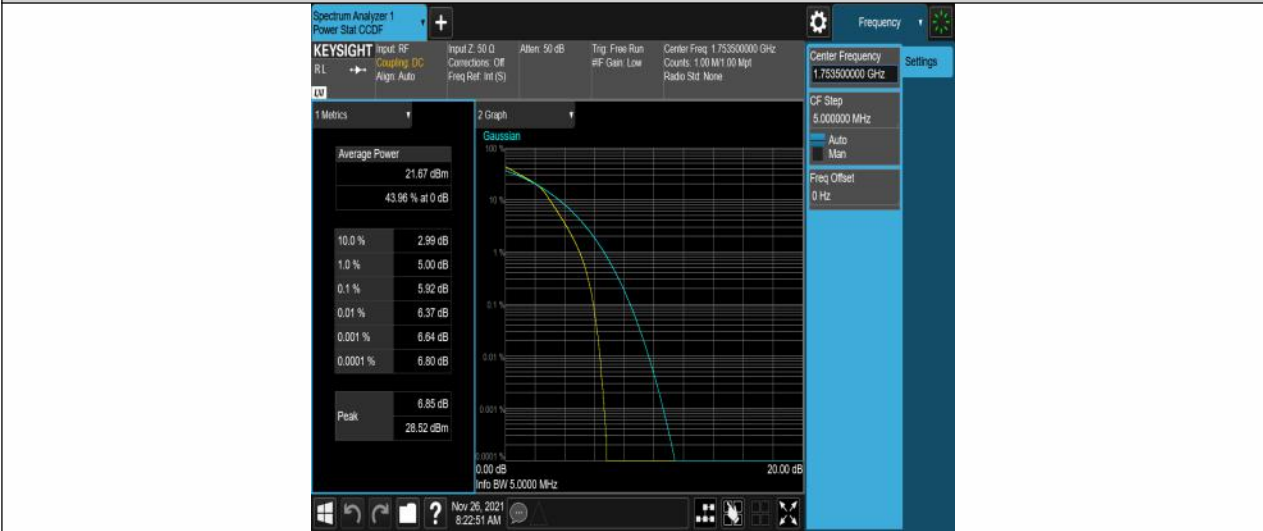 Spectrum Analyzer 1
Power Stat CCDF
+
Frequency
KEYSIGHT
RL
LV
Input: RF
Coupling: DC
Align: Auto
Input Z: 50 Ω
Corrections: Off
Freq Ref: Int (S)
Atten: 50 dB
Trig: Free Run
#IF Gain: Low
Center Freq: 1.753500000 GHz
Counts: 1.00 M/1.00 Mpt
Radio Std: None
Center Frequency
1.753500000 GHz
Settings
CF Step
5.000000 MHz
Auto
Man
Freq Offset
0 Hz
1 Metrics
Average Power
21.67 dBm
43.96 % at 0 dB
10.0 % 2.99 dB
1.0 % 5.00 dB
0.1 % 5.92 dB
0.01 % 6.37 dB
0.001 % 6.64 dB
0.0001 % 6.80 dB
Peak
6.85 dB
28.52 dBm
2 Graph
Gaussian
100 %
10 %
1 %
0.1 %
0.01 %
0.001 %
0.0001 %
0.00 dB 20.00 dB
Info BW 5.0000 MHz
?
Nov 26, 2021
8:22:51 AM